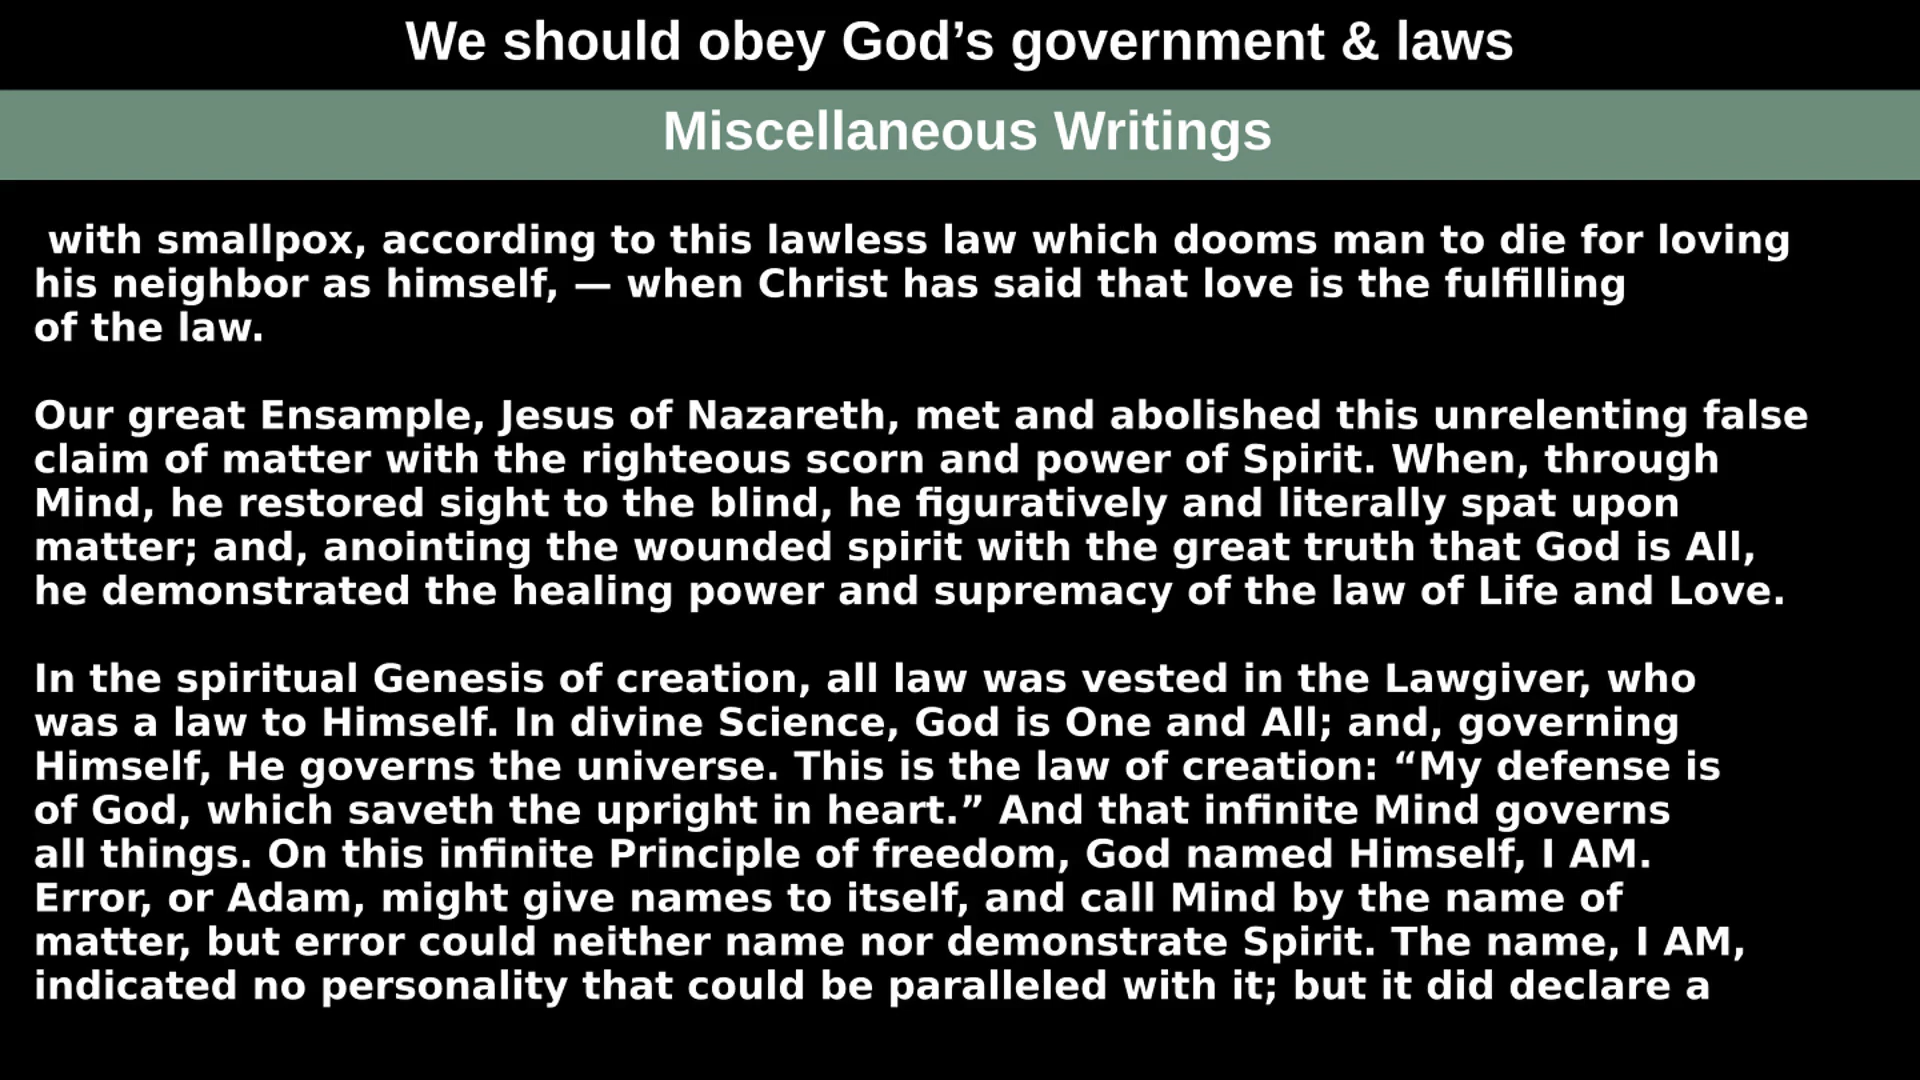 We should obey God’s government & laws
Miscellaneous Writings
with smallpox, according to this lawless law which dooms man to die for loving
his neighbor as himself, — when Christ has said that love is the fulfilling
of the law.
Our great Ensample, Jesus of Nazareth, met and abolished this unrelenting false
claim of matter with the righteous scorn and power of Spirit. When, through
Mind, he restored sight to the blind, he figuratively and literally spat upon
matter; and, anointing the wounded spirit with the great truth that God is All,
he demonstrated the healing power and supremacy of the law of Life and Love.
In the spiritual Genesis of creation, all law was vested in the Lawgiver, who
was a law to Himself. In divine Science, God is One and All; and, governing
Himself, He governs the universe. This is the law of creation: “My defense is
of God, which saveth the upright in heart.” And that infinite Mind governs
all things. On this infinite Principle of freedom, God named Himself, I AM.
Error, or Adam, might give names to itself, and call Mind by the name of
matter, but error could neither name nor demonstrate Spirit. The name, I AM,
indicated no personality that could be paralleled with it; but it did declare a